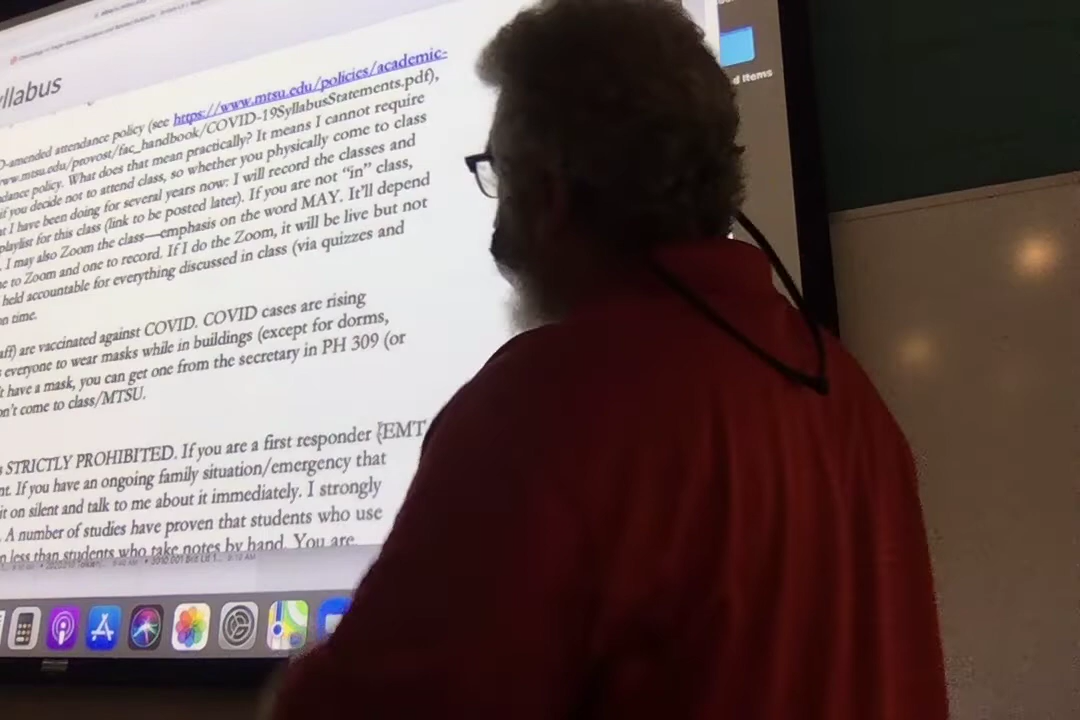 llabus
d Items
D-amended attendance policy (see https://www.mtsu.edu/policies/academic-
ww.mtsu.edu/provost/fac_handbook/COVID-19SyllabusStatements.pdf),
dance policy. What does that mean practically? It means I cannot require
if you decide not to attend class, so whether you physically come to class
at I have been doing for several years now: I will record the classes and
playlist for this class (link to be posted later). If you are not “in” class,
. I may also Zoom the class—emphasis on the word MAY. It’ll depend
e to Zoom and one to record. If I do the Zoom, it will be live but not
held accountable for everything discussed in class (via quizzes and
on time.
aff) are vaccinated against COVID. COVID cases are rising
everyone to wear masks while in buildings (except for dorms,
't have a mask, you can get one from the secretary in PH 309 (or
on’t come to class/MTSU.
s STRICTLY PROHIBITED. If you are a first responder (EMT,
nt. If you have an ongoing family situation/emergency that
it on silent and talk to me about it immediately. I strongly
. A number of studies have proven that students who use
n less than students who take notes by hand. You are